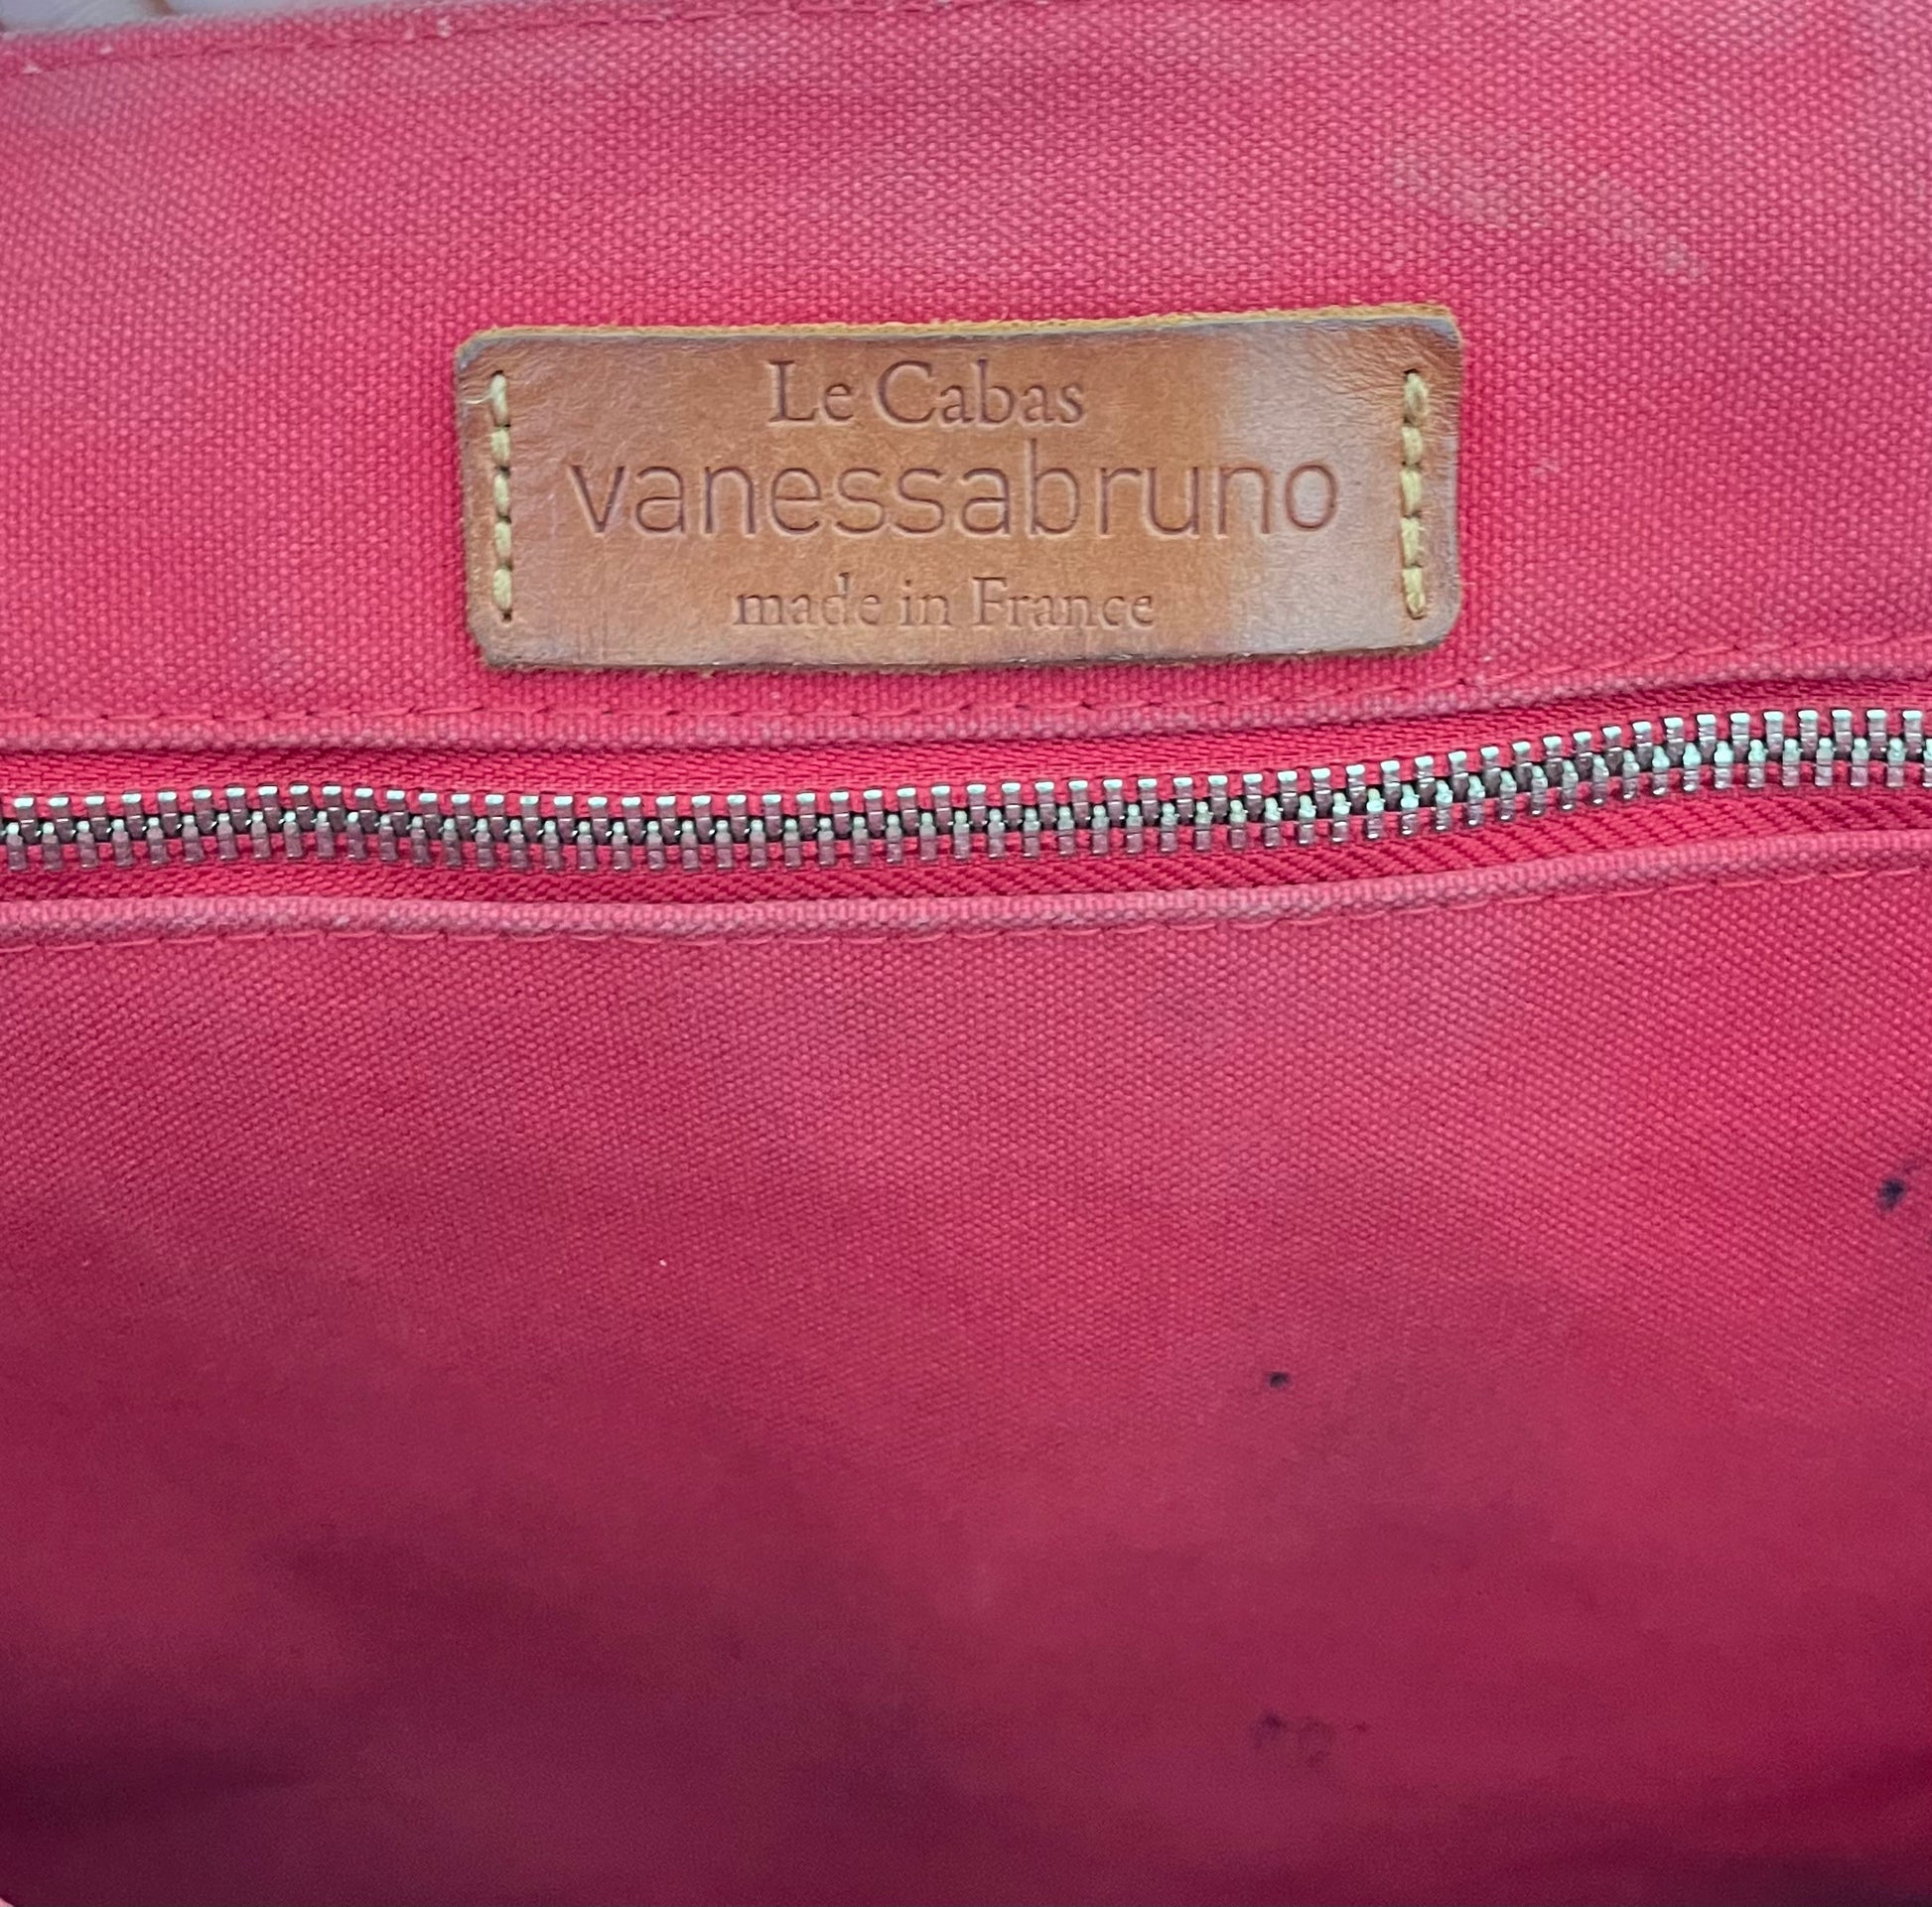 Le Cabas
vanessabruno
made in France